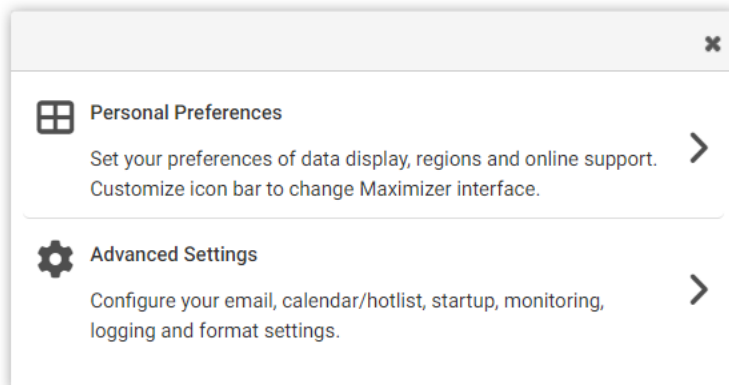 Personal Preferences
Set your preferences of data display, regions and online support.
Customize icon bar to change Maximizer interface.
Advanced Settings
Configure your email, calendar/hotlist, startup, monitoring,
logging and format settings.